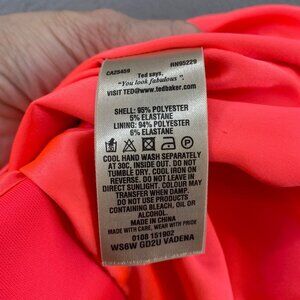 CA25459 RN95229
Ted says,
"You look fabulous"
VISIT TED@www.tedbaker.com
SHELL: 95% POLYESTER
5% ELASTANE
LINING: 94% POLYESTER
6% ELASTANE
COOL HAND WASH SEPARATELY
AT 30C. INSIDE OUT. DO NOT
TUMBLE DRY. COOL IRON ON
REVERSE. DO NOT DRY IN
DIRECT SUNLIGHT. COLOUR MAY
TRANSFER WHEN DAMP.
DO NOT USE PRODUCTS
CONTAINING BLEACH, OIL OR
ALCOHOL.
MADE IN CHINA
MADE WITH CARE, WEAR WITH PRIDE
0108 151902
WS6W GD2U VADENA